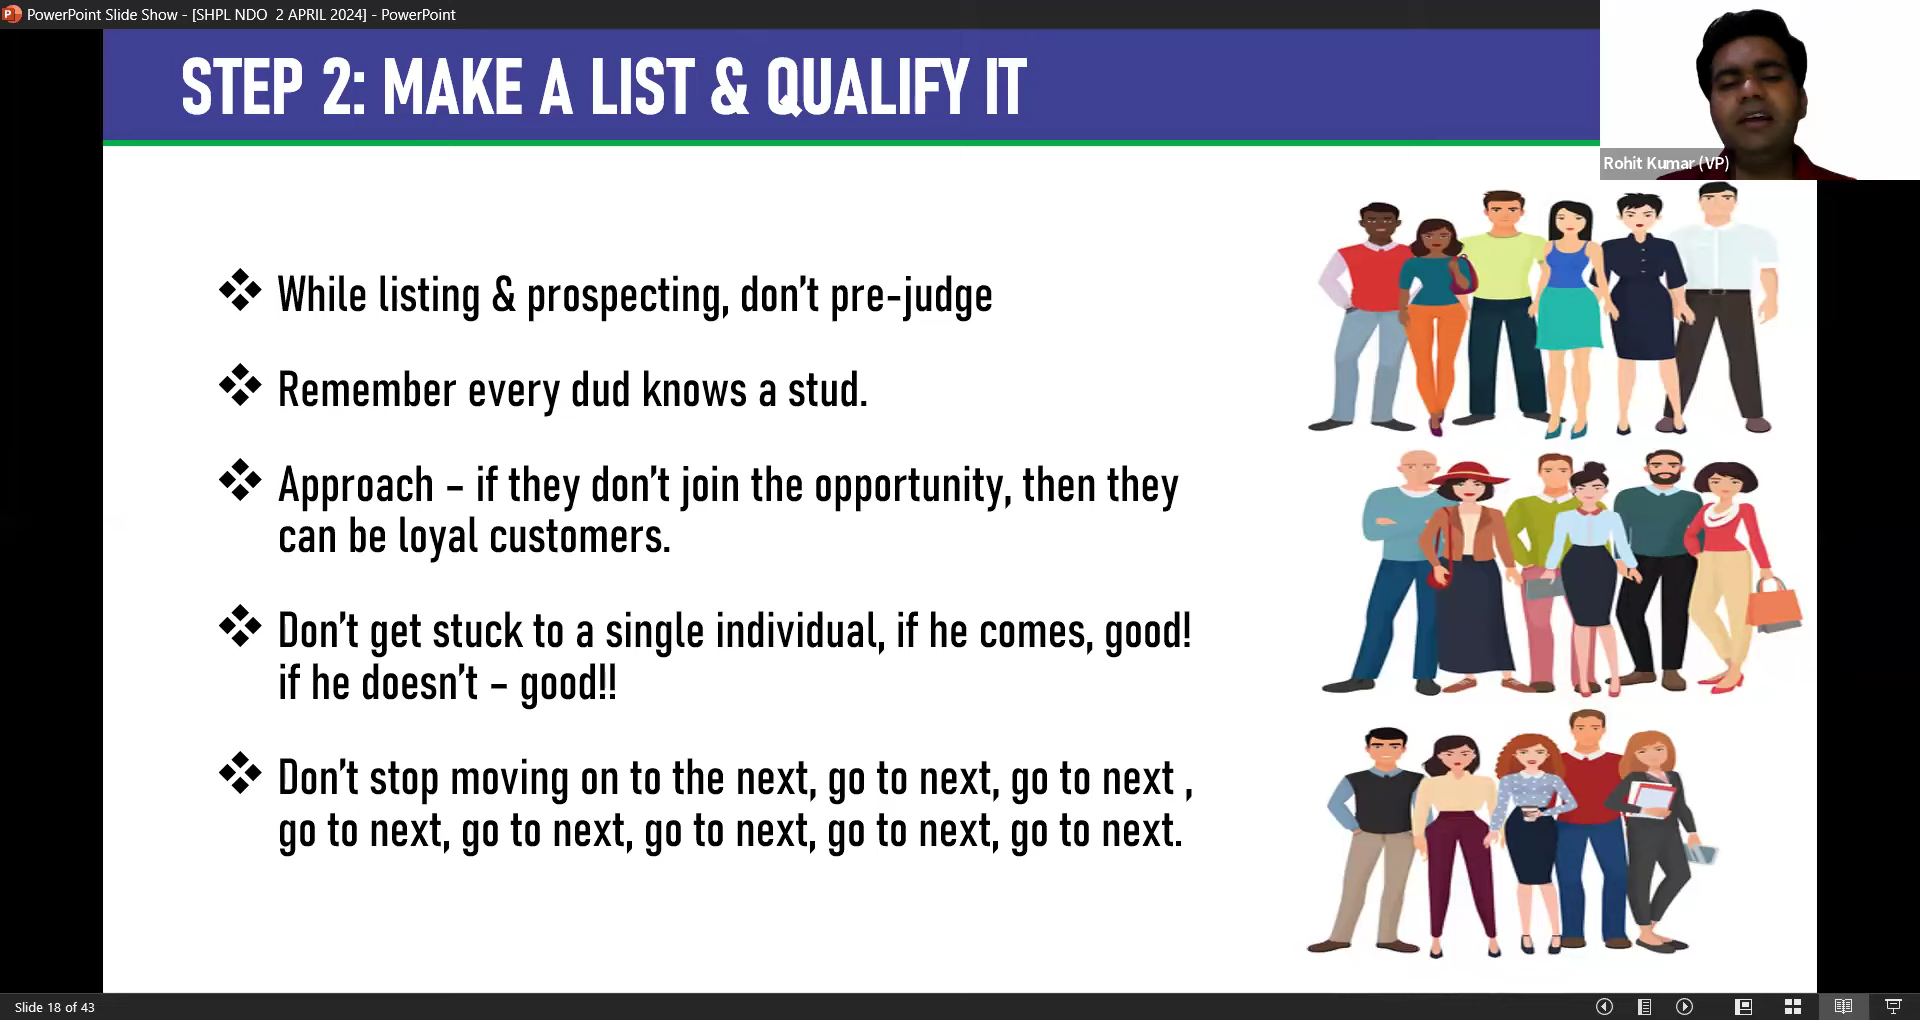 PowerPoint Slide Show - [SHPL NDO  2 APRIL 2024] - PowerPoint
STEP 2: MAKE A LIST & QUALIFY IT
Rohit Kumar (VP)
While listing & prospecting, don't pre-judge
Remember every dud knows a stud.
Approach – if they don't join the opportunity, then they
can be loyal customers.
Don't get stuck to a single individual, if he comes, good!
if he doesn't – good!!
Don't stop moving on to the next, go to next, go to next ,
go to next, go to next, go to next, go to next, go to next.
Slide 18 of 43